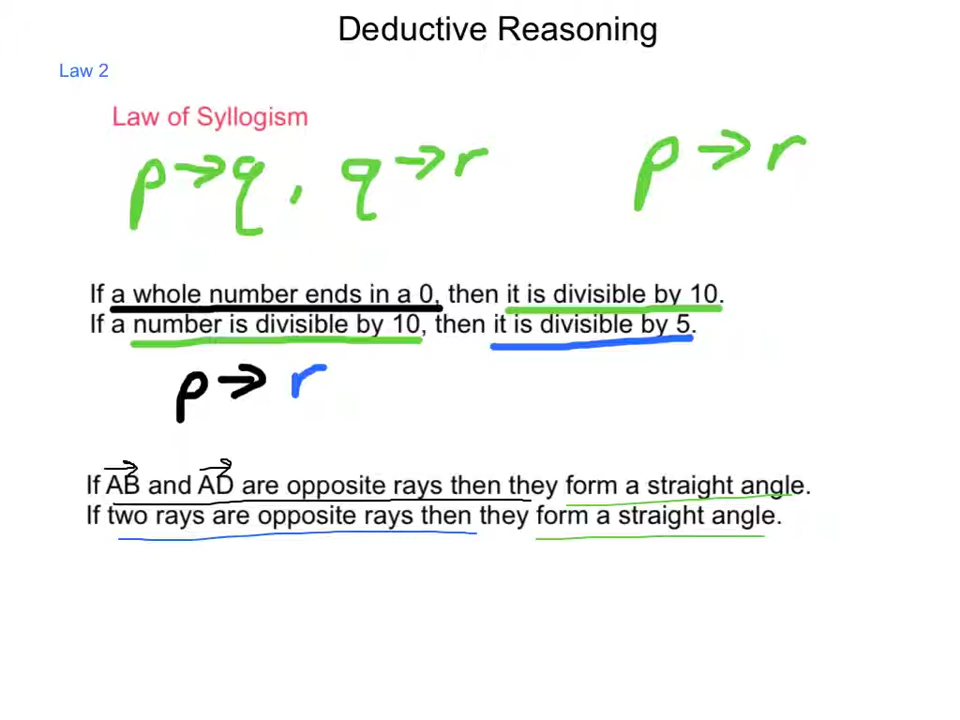 Deductive Reasoning
Law 2
Law of Syllogism
p→q, q→r p→r
If a whole number ends in a 0, then it is divisible by 10.
If a number is divisible by 10, then it is divisible by 5.
p→r
If AB and AD are opposite rays then they form a straight angle.
If two rays are opposite rays then they form a straight angle.